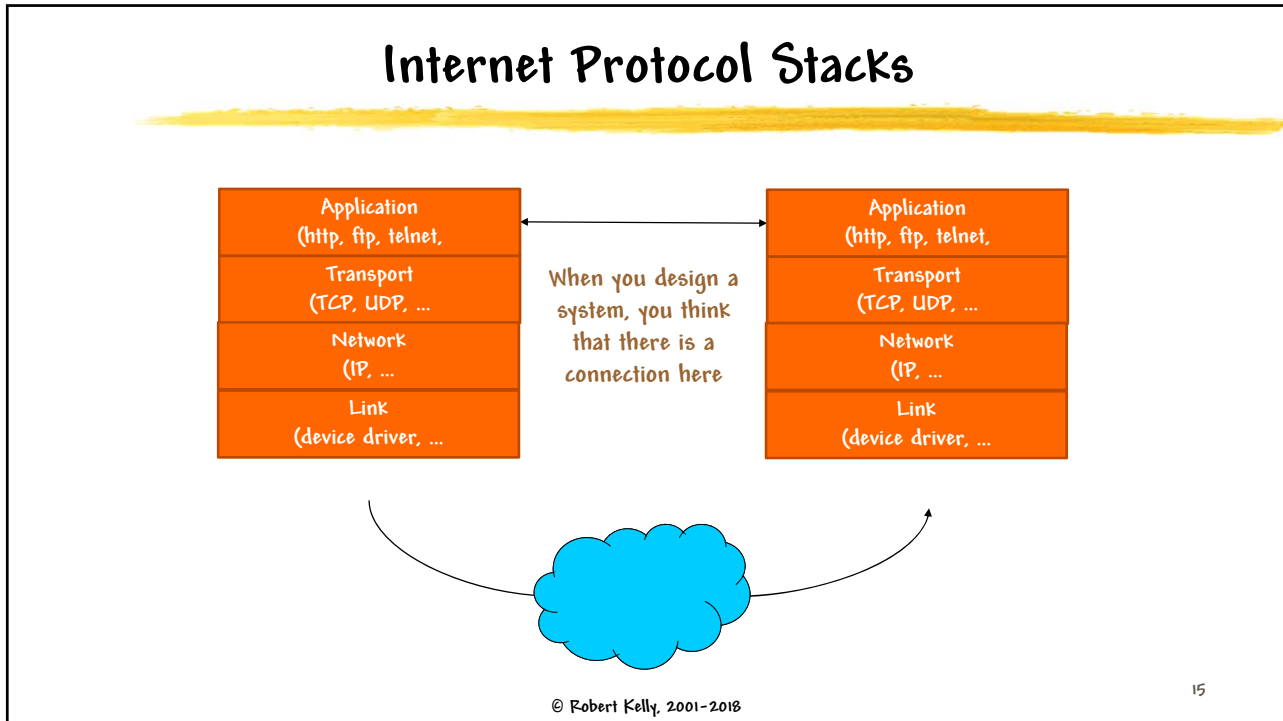 Internet Protocol Stacks
Application
(http, ftp, telnet,
Transport
(TCP, UDP, ...
Network
(IP, ...
Link
(device driver, ...
When you design a
system, you think
that there is a
connection here
Application
(http, ftp, telnet,
Transport
(TCP, UDP, ...
Network
(IP, ...
Link
(device driver, ...
© Robert Kelly, 2001-2018
15